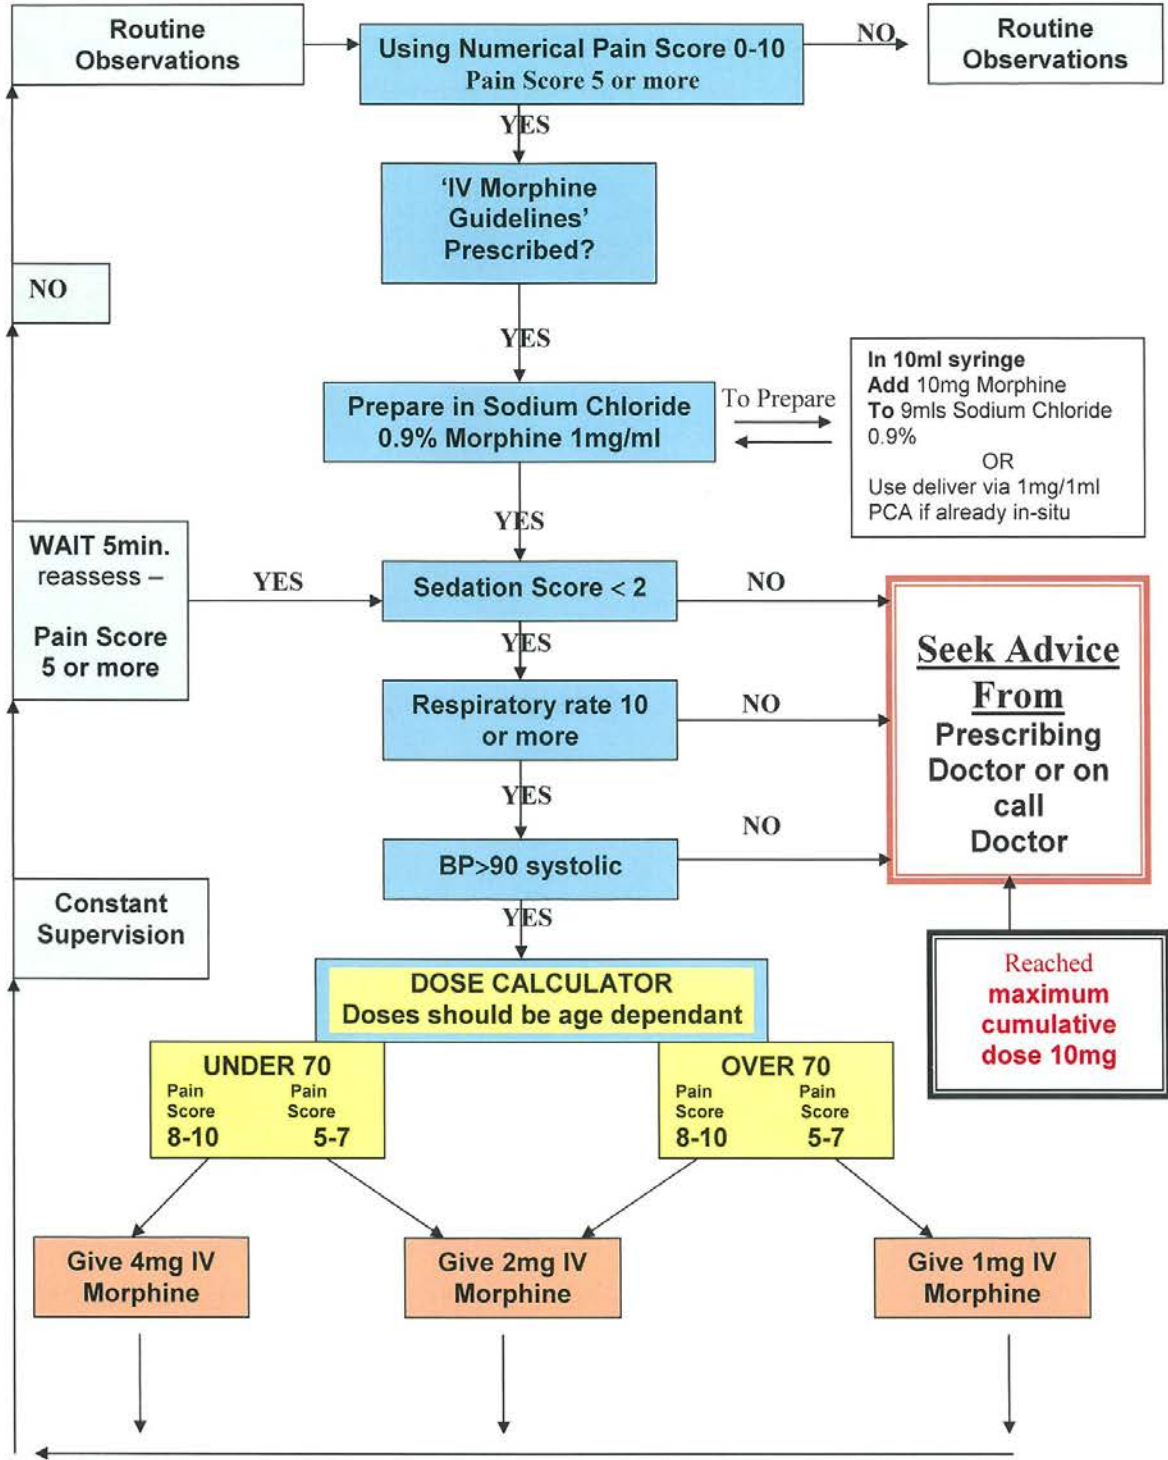 Routine
Observations
Using Numerical Pain Score 0-10
Pain Score 5 or more
NO
Routine
Observations
YES
‘IV Morphine
Guidelines’
Prescribed?
NO
YES
Prepare in Sodium Chloride
0.9% Morphine 1mg/ml
To Prepare
In 10ml syringe
Add 10mg Morphine
To 9mls Sodium Chloride
0.9%
OR
Use deliver via 1mg/1ml
PCA if already in-situ
YES
WAIT 5min.
reassess –
Pain Score
5 or more
YES
Sedation Score < 2
NO
Seek Advice
From
Prescribing
Doctor or on
call
Doctor
YES
Respiratory rate 10
or more
NO
YES
BP>90 systolic
NO
Constant
Supervision
YES
Reached
maximum
cumulative
dose 10mg
DOSE CALCULATOR
Doses should be age dependant
UNDER 70
Pain Pain
Score Score
8-10 5-7
OVER 70
Pain Pain
Score Score
8-10 5-7
Give 4mg IV
Morphine
Give 2mg IV
Morphine
Give 1mg IV
Morphine